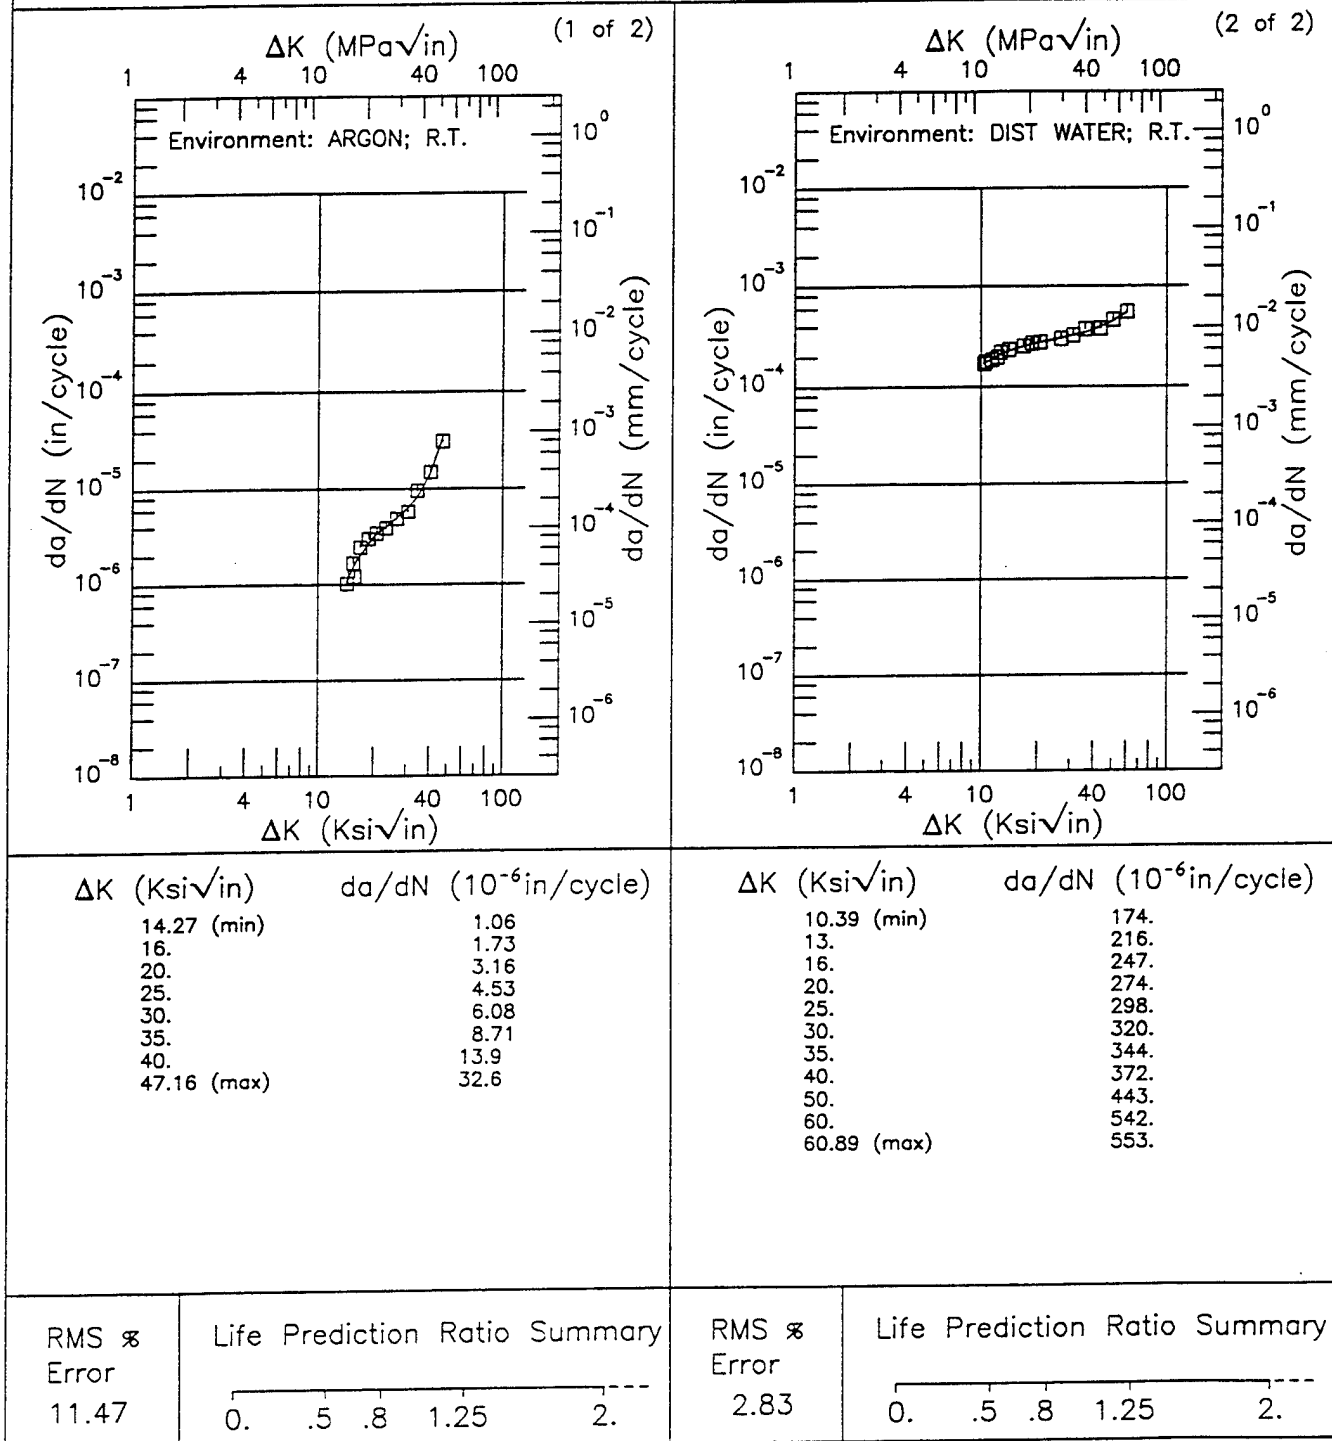 (1 of 2)
ΔK (MPa√in)
1 4 10 40 100
Environment: ARGON; R.T.
da/dN (in/cycle)
10⁻²
10⁻³
10⁻⁴
10⁻⁵
10⁻⁶
10⁻⁷
10⁻⁸
da/dN (mm/cycle)
10⁰
10⁻¹
10⁻²
10⁻³
10⁻⁴
10⁻⁵
10⁻⁶
1 4 10 40 100
ΔK (Ksi√in)
ΔK (Ksi√in) da/dN (10⁻⁶in/cycle)
14.27 (min) 1.06
16. 1.73
20. 3.16
25. 4.53
30. 6.08
35. 8.71
40. 13.9
47.16 (max) 32.6
RMS %
Error
11.47
Life Prediction Ratio Summary
0. .5 .8 1.25 2.
(2 of 2)
ΔK (MPa√in)
1 4 10 40 100
Environment: DIST WATER; R.T.
da/dN (in/cycle)
10⁻²
10⁻³
10⁻⁴
10⁻⁵
10⁻⁶
10⁻⁷
10⁻⁸
da/dN (mm/cycle)
10⁰
10⁻¹
10⁻²
10⁻³
10⁻⁴
10⁻⁵
10⁻⁶
1 4 10 40 100
ΔK (Ksi√in)
ΔK (Ksi√in) da/dN (10⁻⁶in/cycle)
10.39 (min) 174.
13. 216.
16. 247.
20. 274.
25. 298.
30. 320.
35. 344.
40. 372.
50. 443.
60. 542.
60.89 (max) 553.
RMS %
Error
2.83
Life Prediction Ratio Summary
0. .5 .8 1.25 2.